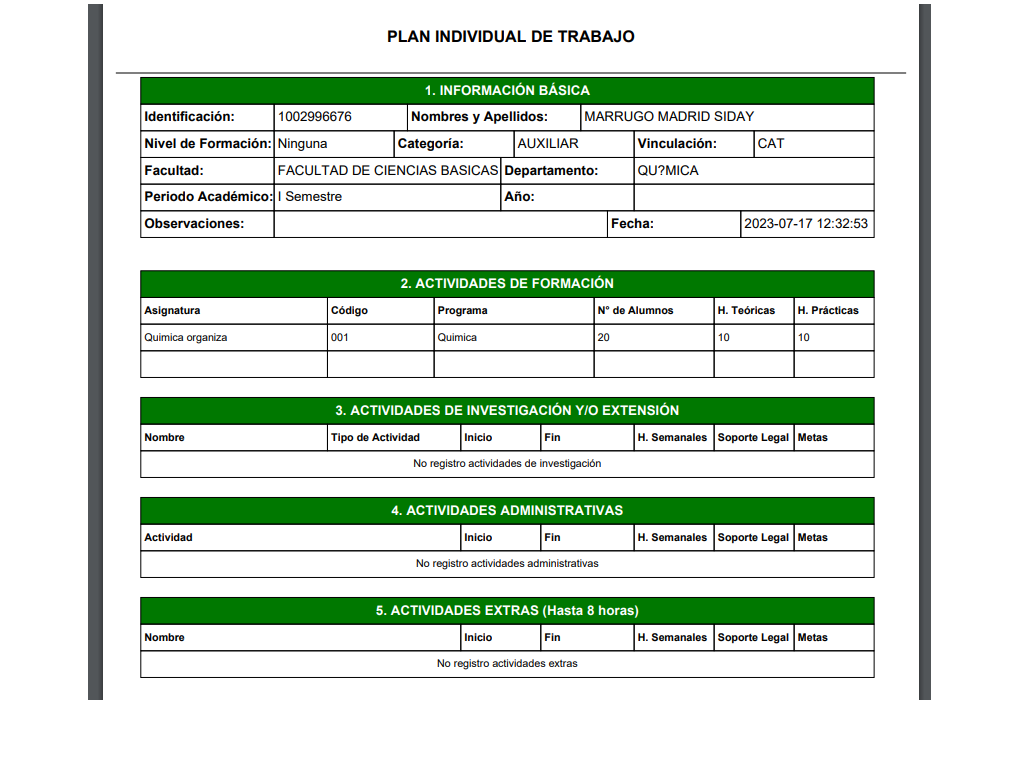 PLAN INDIVIDUAL DE TRABAJO
1. INFORMACIÓN BÁSICA
Identificación: 1002996676 Nombres y Apellidos: MARRUGO MADRID SIDAY
Nivel de Formación: Ninguna Categoría: AUXILIAR Vinculación: CAT
Facultad: FACULTAD DE CIENCIAS BASICAS Departamento: QU?MICA
Periodo Académico: I Semestre Año:
Observaciones: Fecha: 2023-07-17 12:32:53
2. ACTIVIDADES DE FORMACIÓN
Asignatura Código Programa N° de Alumnos H. Teóricas H. Prácticas
Quimica organiza 001 Quimica 20 10 10
3. ACTIVIDADES DE INVESTIGACIÓN Y/O EXTENSIÓN
Nombre Tipo de Actividad Inicio Fin H. Semanales Soporte Legal Metas
No registro actividades de investigación
4. ACTIVIDADES ADMINISTRATIVAS
Actividad Inicio Fin H. Semanales Soporte Legal Metas
No registro actividades administrativas
5. ACTIVIDADES EXTRAS (Hasta 8 horas)
Nombre Inicio Fin H. Semanales Soporte Legal Metas
No registro actividades extras